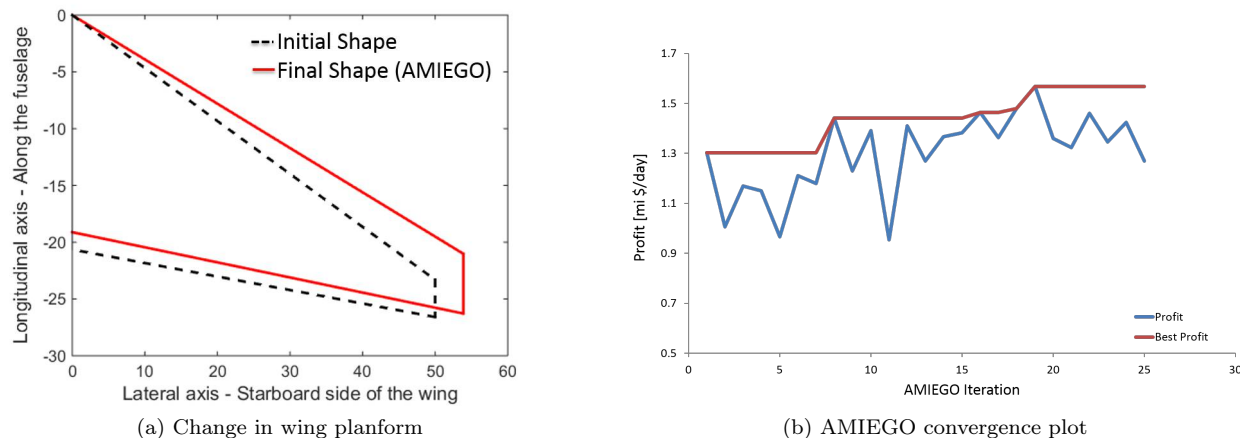 0
-5
-10
-15
-20
-25
-30
0
10
20
30
40
50
60
Longitudinal axis - Along the fuselage
Lateral axis - Starboard side of the wing
Initial Shape
Final Shape (AMIEGO)
(a) Change in wing planform
1.7
1.5
1.3
1.1
0.9
0.7
0.5
0
5
10
15
20
25
30
Profit [mi $/day]
AMIEGO Iteration
Profit
Best Profit
(b) AMIEGO convergence plot